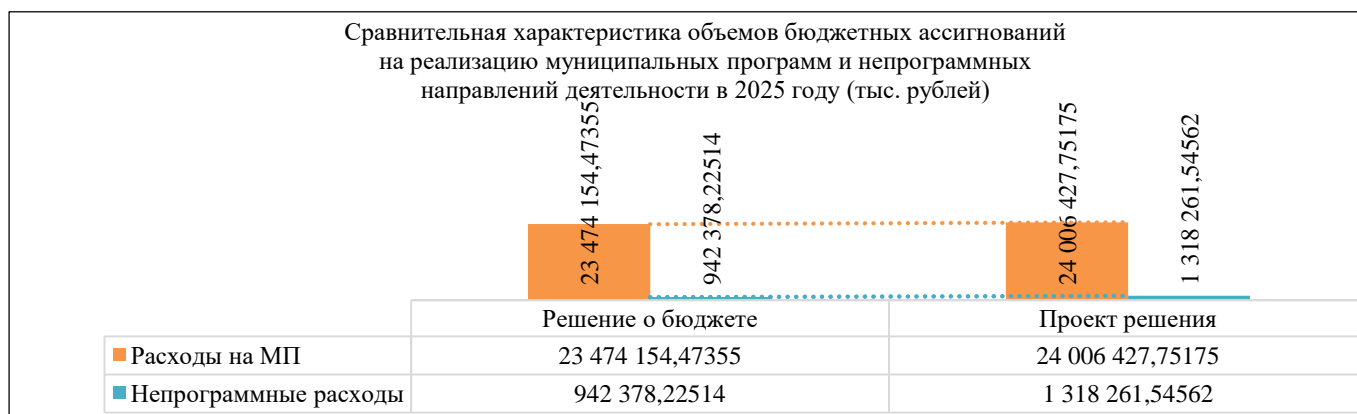 Сравнительная характеристика объемов бюджетных ассигнований
на реализацию муниципальных программ и непрограммных
направлений деятельности в 2025 году (тыс. рублей)
23 474 154,47355
942 378,22514
24 006 427,75175
1 318 261,54562
Решение о бюджете Проект решения
Расходы на МП 23 474 154,47355 24 006 427,75175
Непрограммные расходы 942 378,22514 1 318 261,54562